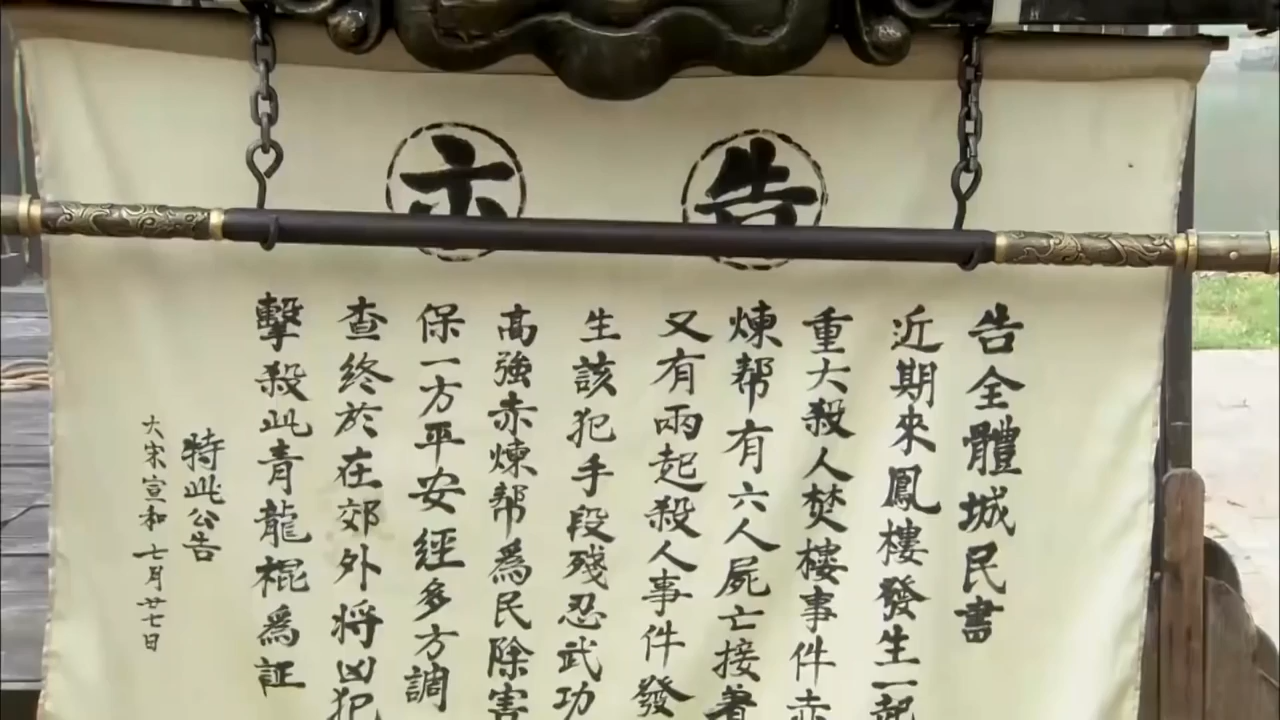 告示
告全體城民書
近期來鳳樓發生一起
重大殺人焚樓事件赤
煉帮有六人屍亡接着
又有兩起殺人事件發
生該犯手段殘忍武功
高強赤煉帮爲民除害
保一方平安經多方調
查終於在郊外將凶犯
擊殺此青龍棍爲証
特此公告
大宋宣和七月廿七日